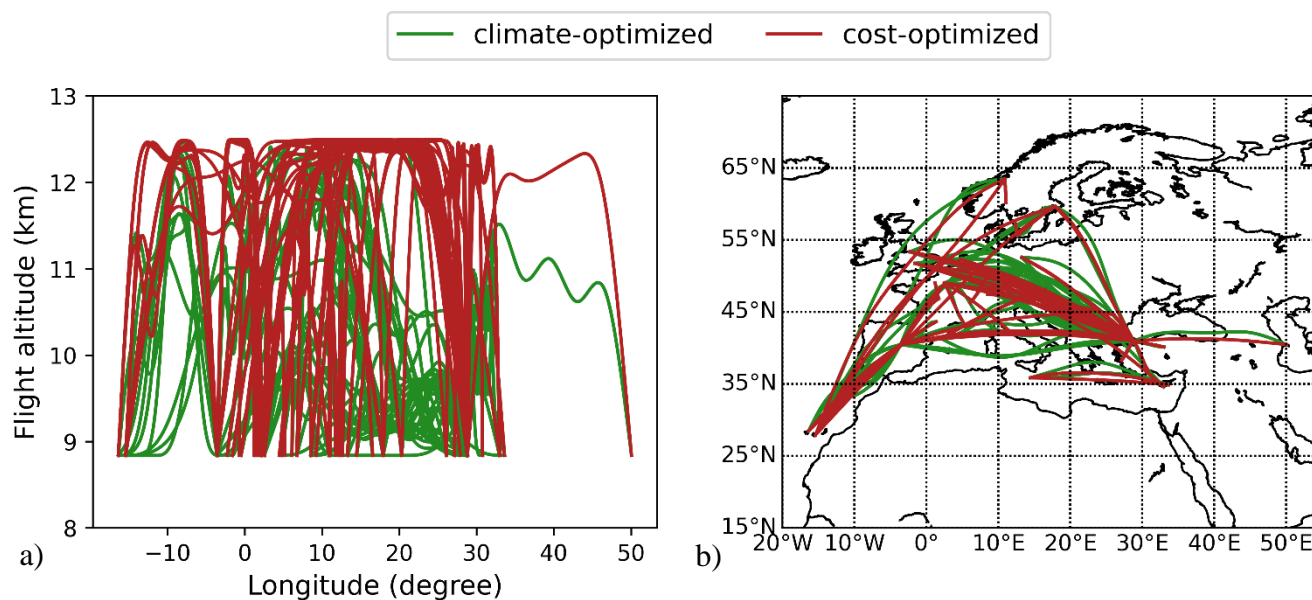 climate-optimized cost-optimized
13
12
11
10
9
8
Flight altitude (km)
−10 0 10 20 30 40 50
Longitude (degree)
a)
65°N
55°N
45°N
35°N
25°N
15°N
20°W 10°W 0° 10°E 20°E 30°E 40°E 50°E
b)